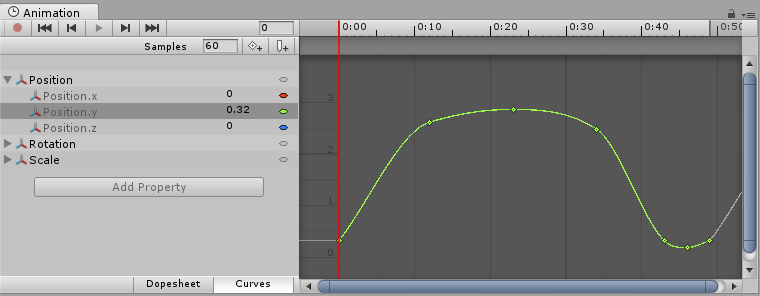 Animation
0 0:00 0:10 0:20 0:30 0:40 0:50
Samples 60
Position
Position.x 0
Position.y 0.32
Position.z 0
Rotation
Scale
Add Property
3
2
1
0
Dopesheet Curves